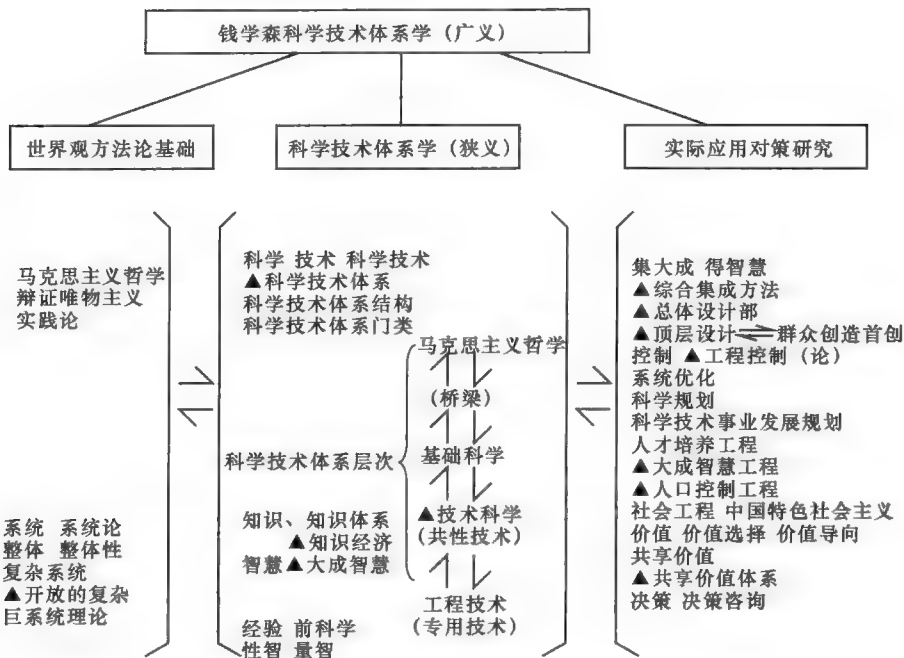 钱学森科学技术体系学（广义）
世界观方法论基础
科学技术体系学（狭义）
实际应用对策研究
马克思主义哲学
辩证唯物主义
实践论
系统 系统论
整体 整体性
复杂系统
▲开放的复杂
巨系统理论
科学 技术 科学技术
▲科学技术体系
科学技术体系结构
科学技术体系门类
科学技术体系层次
马克思主义哲学
(桥梁)
基础科学
▲技术科学
(共性技术)
工程技术
(专用技术)
知识、知识体系
▲知识经济
智慧▲大成智慧
经验 前科学
性智 量智
集大成 得智慧
▲综合集成方法
▲总体设计部
▲顶层设计⇌群众创造首创
控制 ▲工程控制（论）
系统优化
科学规划
科学技术事业发展规划
人才培养工程
▲大成智慧工程
▲人口控制工程
社会工程 中国特色社会主义
价值 价值选择 价值导向
共享价值
▲共享价值体系
决策 决策咨询